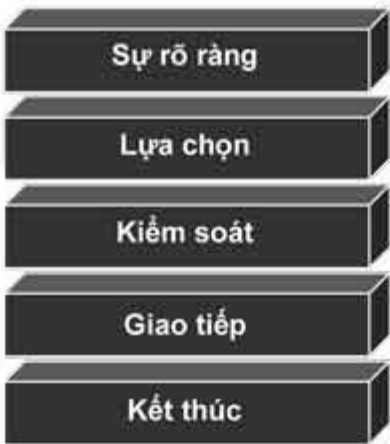 Sự rõ ràng
Lựa chọn
Kiểm soát
Giao tiếp
Kết thúc